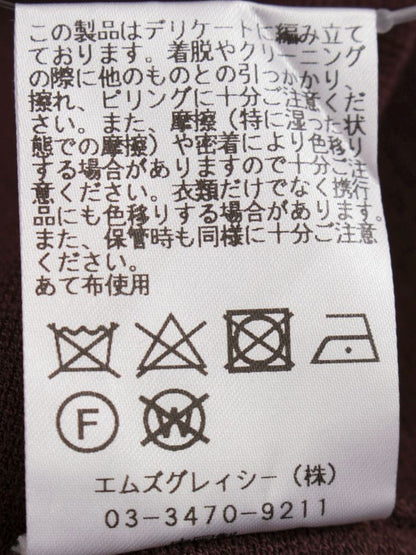 この製品はデリケートに編み立て
ております。着脱やクリーニング
の際に他のものとの引っかかり、
擦れ、ピリングに十分ご注意くだ
さい。また、摩擦（特に湿った状
態での摩擦）や密着により色移り
する場合がありますので十分ご注
意ください。衣類だけでなく携行
品にも色移りする場合があります。
また、保管時も同様に十分ご注意
ください。
あて布使用
F
W
エムズグレイシー（株）
03-3470-9211